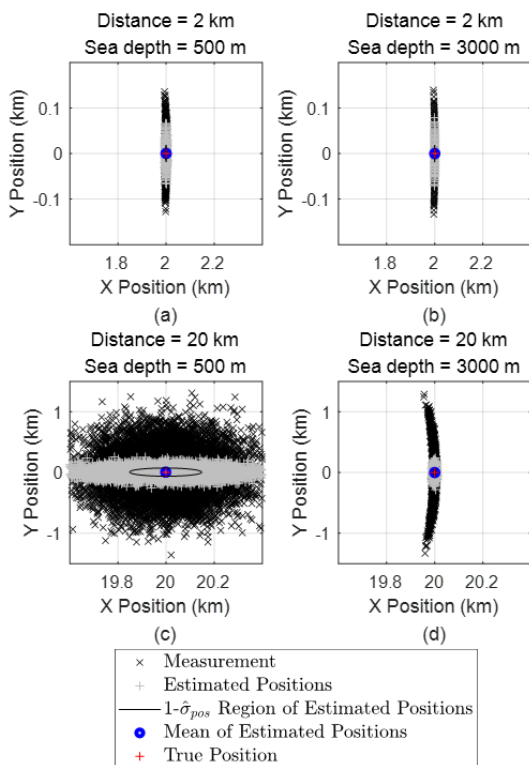 Distance = 2 km
Sea depth = 500 m
0.1
0
-0.1
Y Position (km)
1.8 2 2.2
X Position (km)
(a)
Distance = 2 km
Sea depth = 3000 m
0.1
0
-0.1
Y Position (km)
1.8 2 2.2
X Position (km)
(b)
Distance = 20 km
Sea depth = 500 m
1
0
-1
Y Position (km)
19.8 20 20.2
X Position (km)
(c)
Distance = 20 km
Sea depth = 3000 m
1
0
-1
Y Position (km)
19.8 20 20.2
X Position (km)
(d)
Measurement
Estimated Positions
1-σ̂pos Region of Estimated Positions
Mean of Estimated Positions
True Position